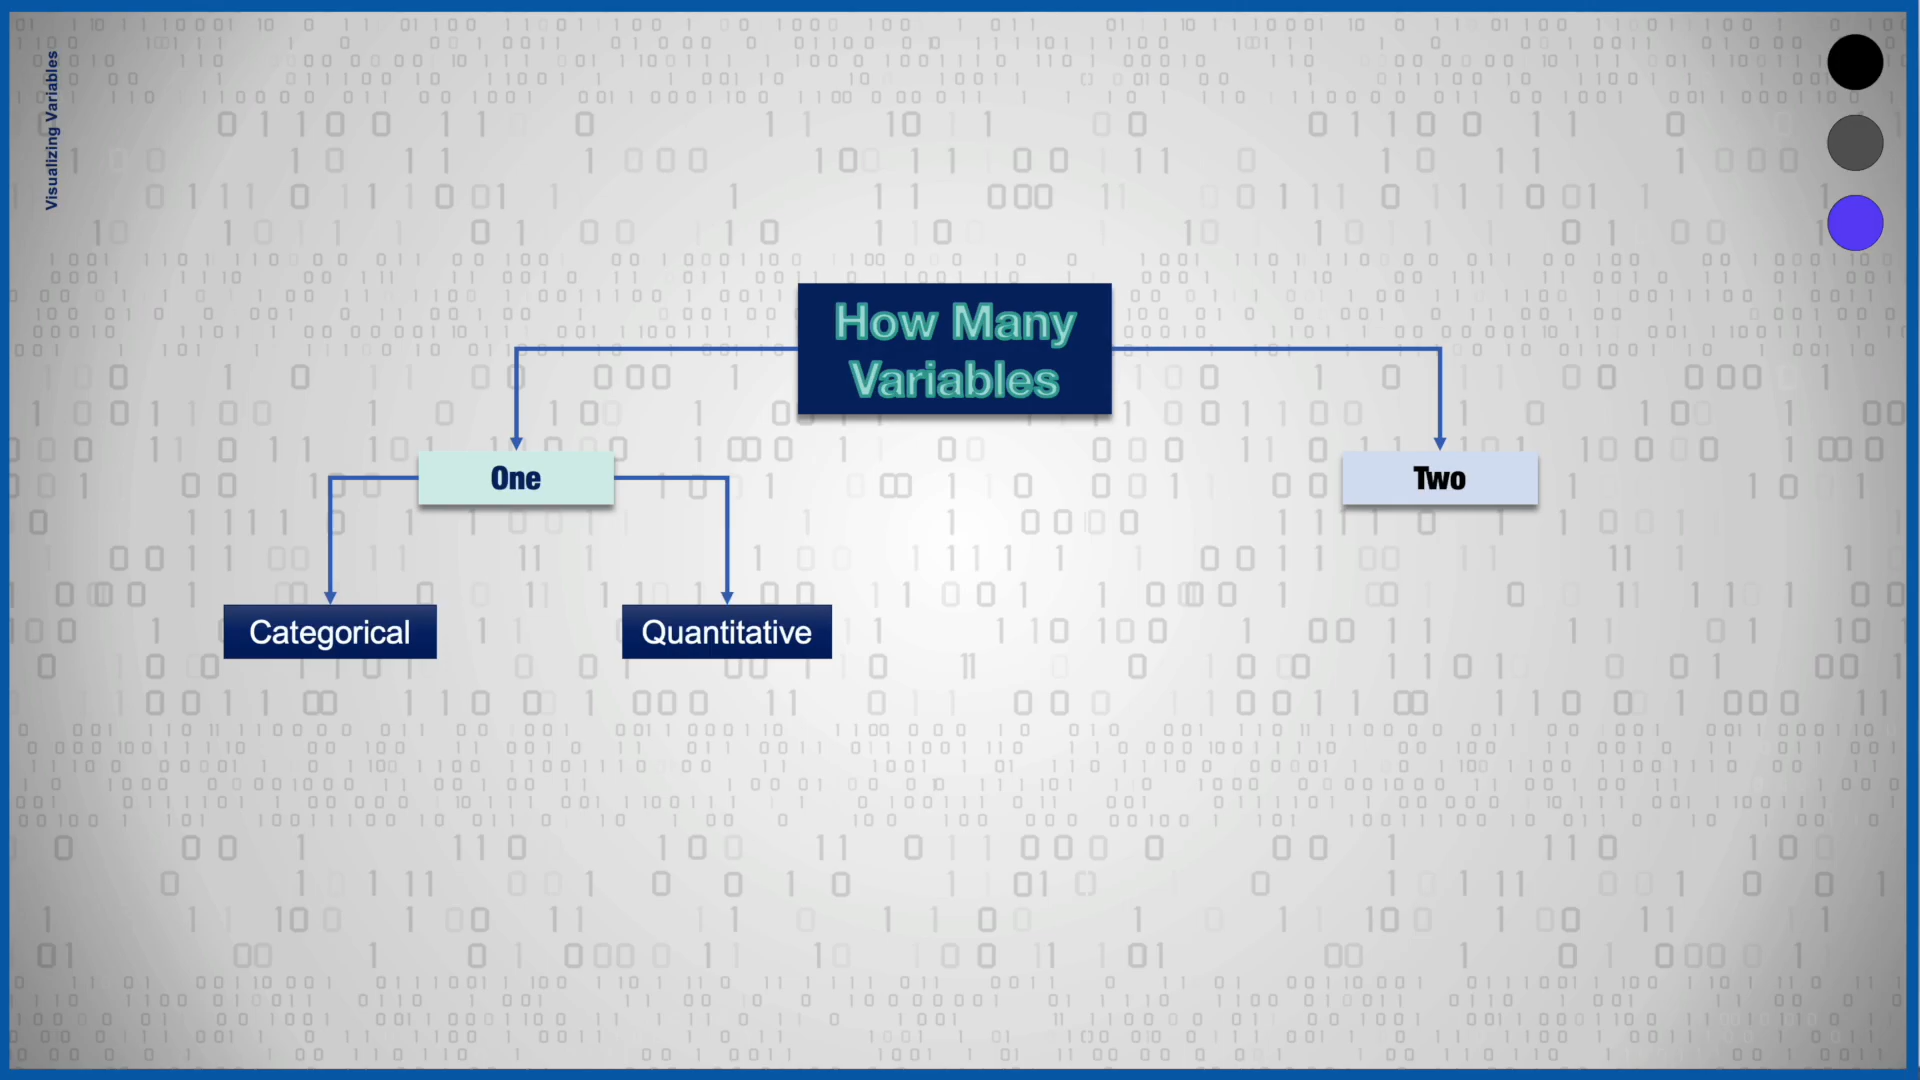 Visualizing Variables
How Many
Variables
One
Two
Categorical
Quantitative